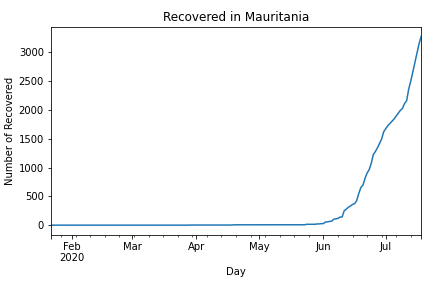 Recovered in Mauritania
Number of Recovered
3000
2500
2000
1500
1000
500
0
Feb
2020
Mar
Apr
May
Jun
Jul
Day